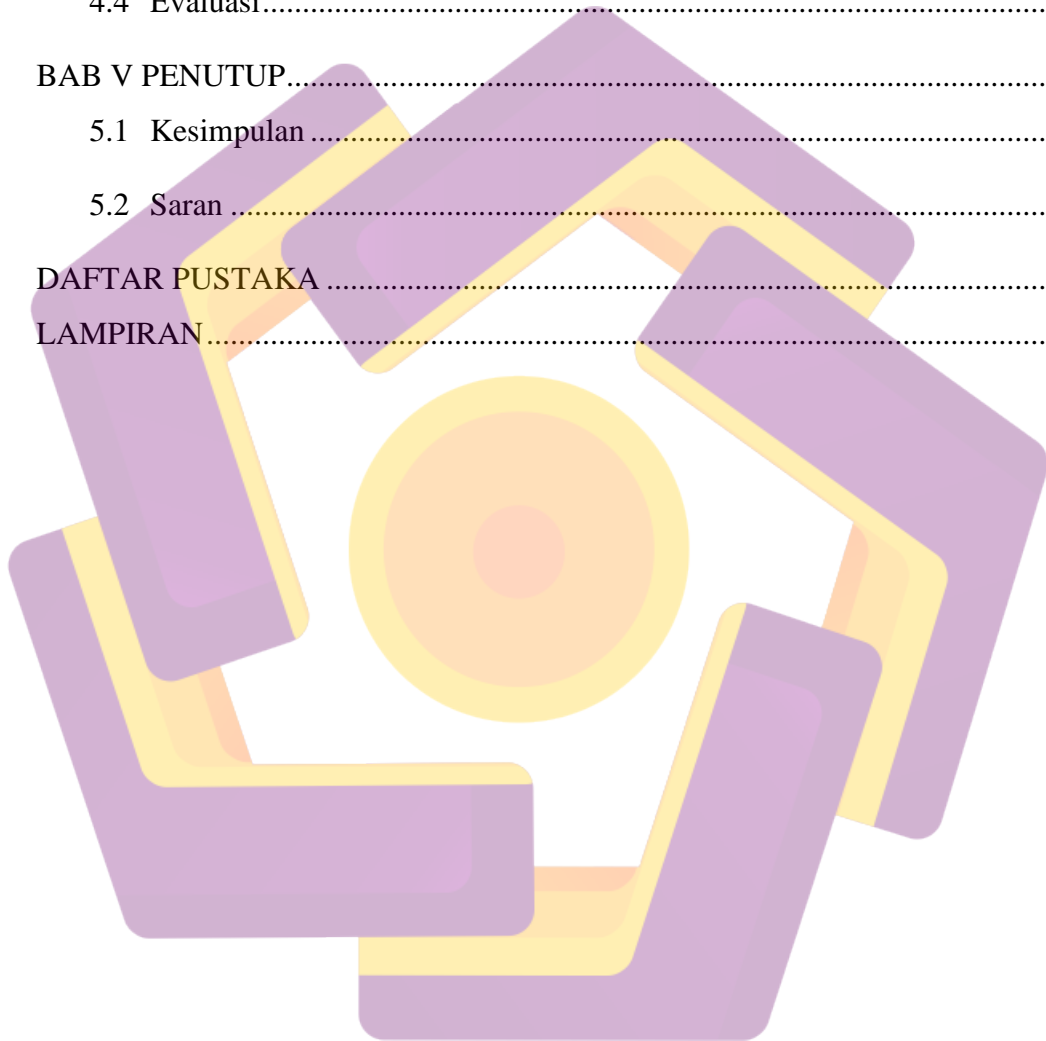 4.4 Evaluasi........................................................................................................
BAB V PENUTUP.................................................................................................
5.1 Kesimpulan ..............................................................................................
5.2 Saran ........................................................................................................
DAFTAR PUSTAKA ..........................................................................................
LAMPIRAN.........................................................................................................